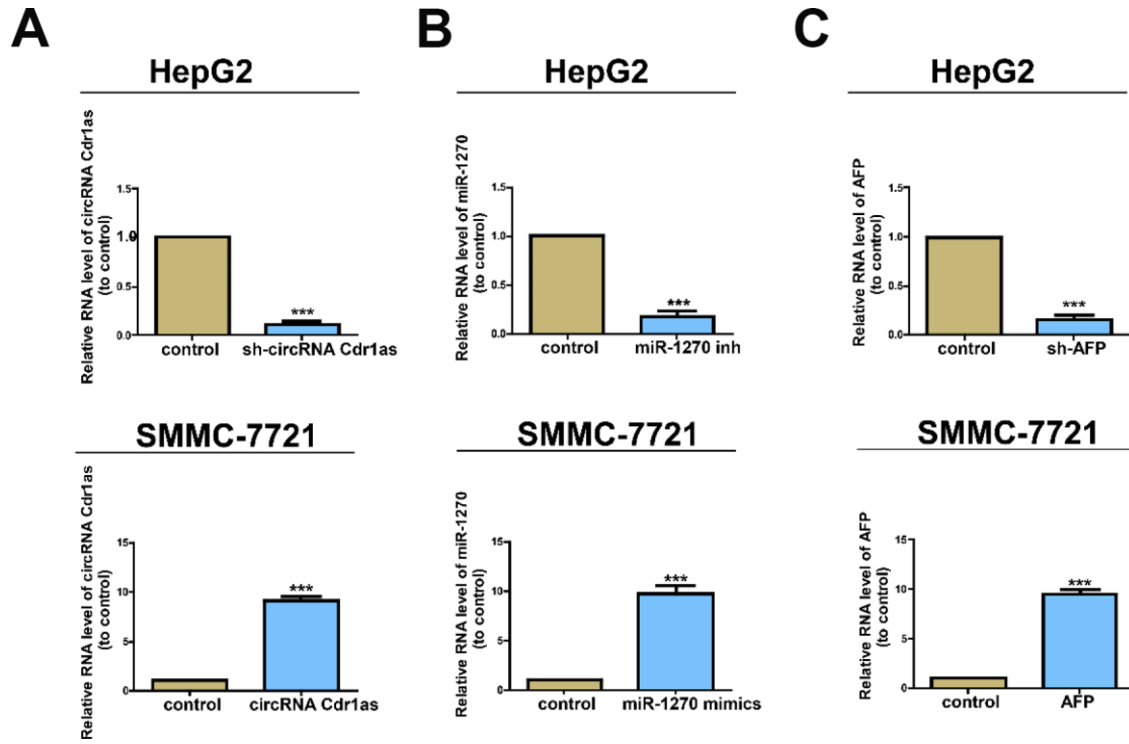 A
HepG2
Relative RNA level of circRNA Cdr1as
(to control)
1.5
1.0
0.5
0.0
***
control
sh-circRNA Cdr1as
SMMC-7721
Relative RNA level of circRNA Cdr1as
(to control)
15
10
5
0
***
control
circRNA Cdr1as
B
HepG2
Relative RNA level of miR-1270
(to control)
1.5
1.0
0.5
0.0
***
control
miR-1270 inh
SMMC-7721
Relative RNA level of miR-1270
(to control)
15
10
5
0
***
control
miR-1270 mimics
C
HepG2
Relative RNA level of AFP
(to control)
1.5
1.0
0.5
0.0
***
control
sh-AFP
SMMC-7721
Relative RNA level of AFP
(to control)
15
10
5
0
***
control
AFP